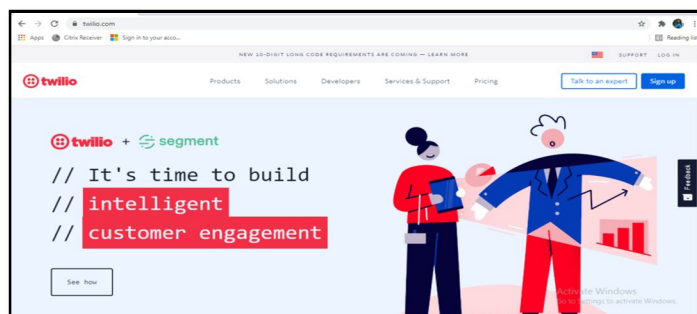 twilio.com
Apps Citrix Receiver Sign in to your acco... Reading list
NEW 10-DIGIT LONG CODE REQUIREMENTS ARE COMING — LEARN MORE SUPPORT LOG IN
twilio Products Solutions Developers Services & Support Pricing Talk to an expert Sign up
twilio + segment
// It's time to build
// intelligent
// customer engagement
See how
Feedback
Activate Windows
Go to Settings to activate Windows.